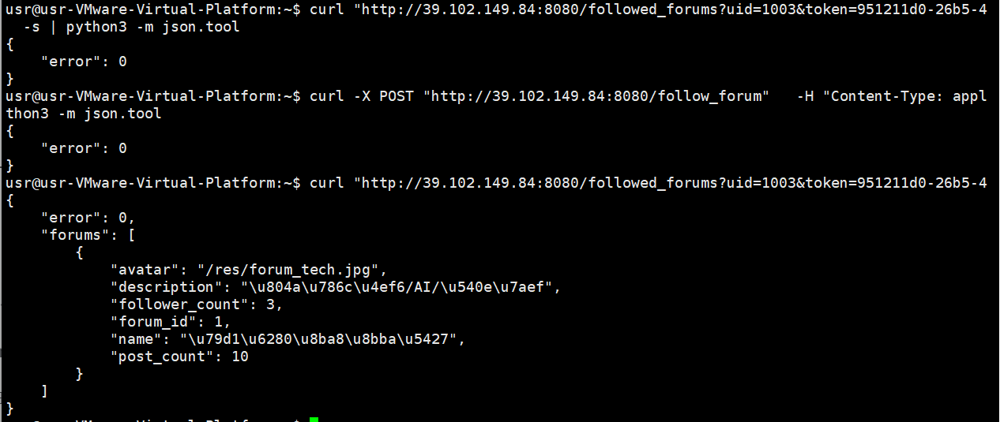 usr@usr-VMware-Virtual-Platform:~$ curl "http://39.102.149.84:8080/followed_forums?uid=1003&token=951211d0-26b5-4
  -s | python3 -m json.tool
{
    "error": 0
}
usr@usr-VMware-Virtual-Platform:~$ curl -X POST "http://39.102.149.84:8080/follow_forum"   -H "Content-Type: appl
thon3 -m json.tool
{
    "error": 0
}
usr@usr-VMware-Virtual-Platform:~$ curl "http://39.102.149.84:8080/followed_forums?uid=1003&token=951211d0-26b5-4
{
    "error": 0,
    "forums": [
        {
            "avatar": "/res/forum_tech.jpg",
            "description": "\u804a\u786c\u4ef6/AI/\u540e\u7aef",
            "follower_count": 3,
            "forum_id": 1,
            "name": "\u79d1\u6280\u8ba8\u8bba\u5427",
            "post_count": 10
        }
    ]
}